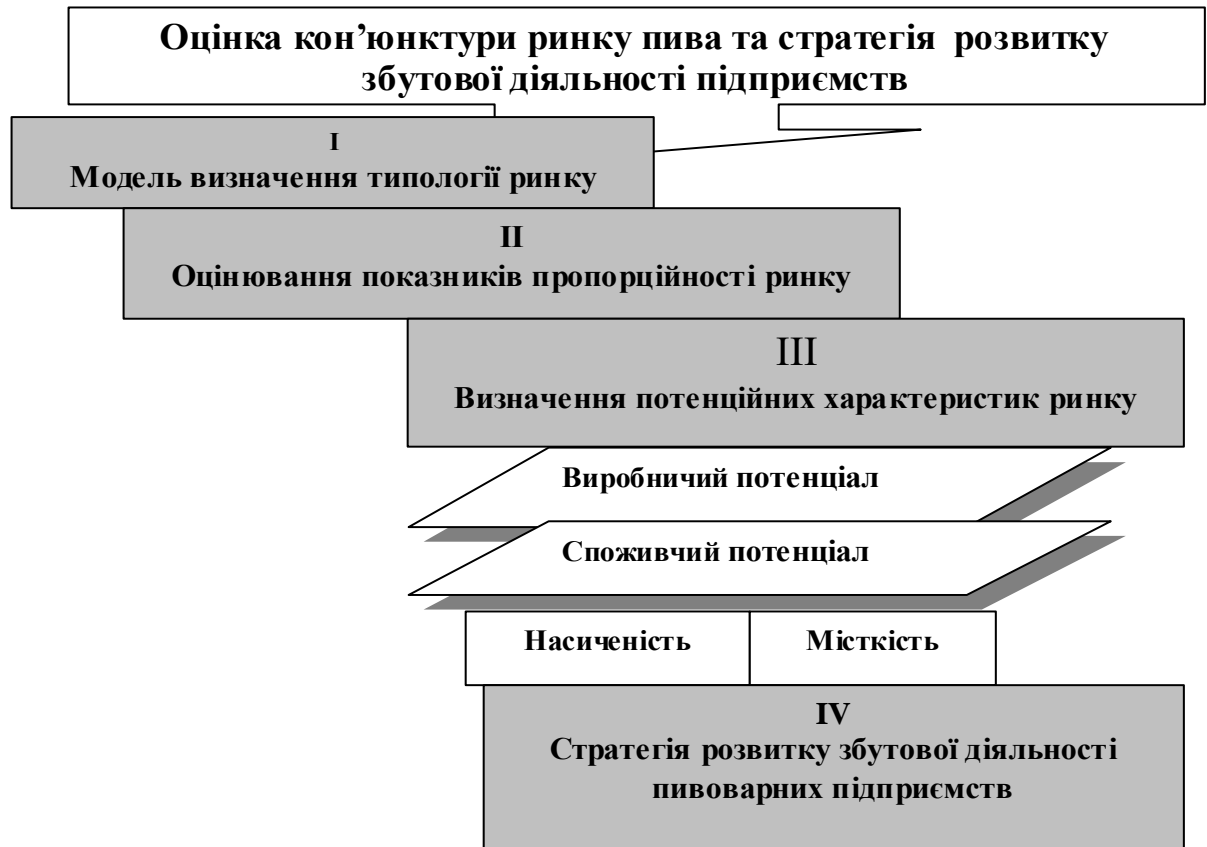 Оцінка кон’юнктури ринку пива та стратегія розвитку
збутової діяльності підприємств
I
Модель визначення типології ринку
II
Оцінювання показників пропорційності ринку
III
Визначення потенційних характеристик ринку
Виробничий потенціал
Споживчий потенціал
Насиченість Місткість
IV
Стратегія розвитку збутової діяльності
пивоварних підприємств